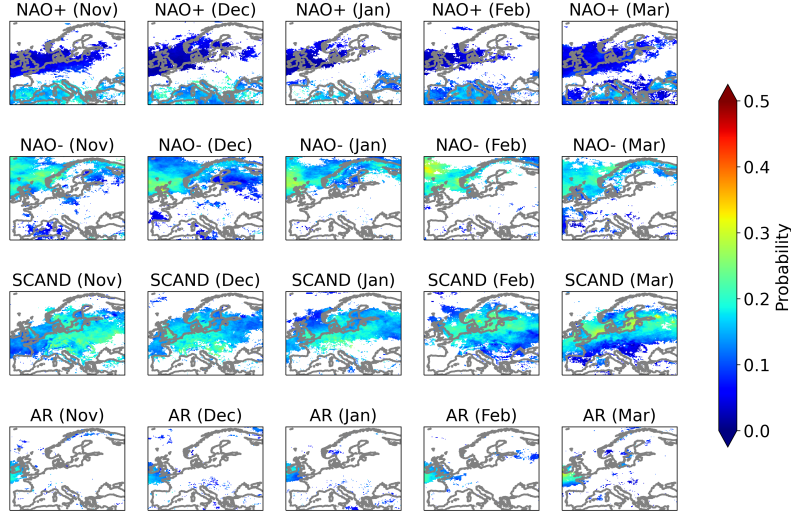 NAO+ (Nov) NAO+ (Dec) NAO+ (Jan) NAO+ (Feb) NAO+ (Mar)
NAO- (Nov) NAO- (Dec) NAO- (Jan) NAO- (Feb) NAO- (Mar)
SCAND (Nov) SCAND (Dec) SCAND (Jan) SCAND (Feb) SCAND (Mar)
AR (Nov) AR (Dec) AR (Jan) AR (Feb) AR (Mar)
0.5
0.4
0.3
0.2
0.1
0.0
Probability